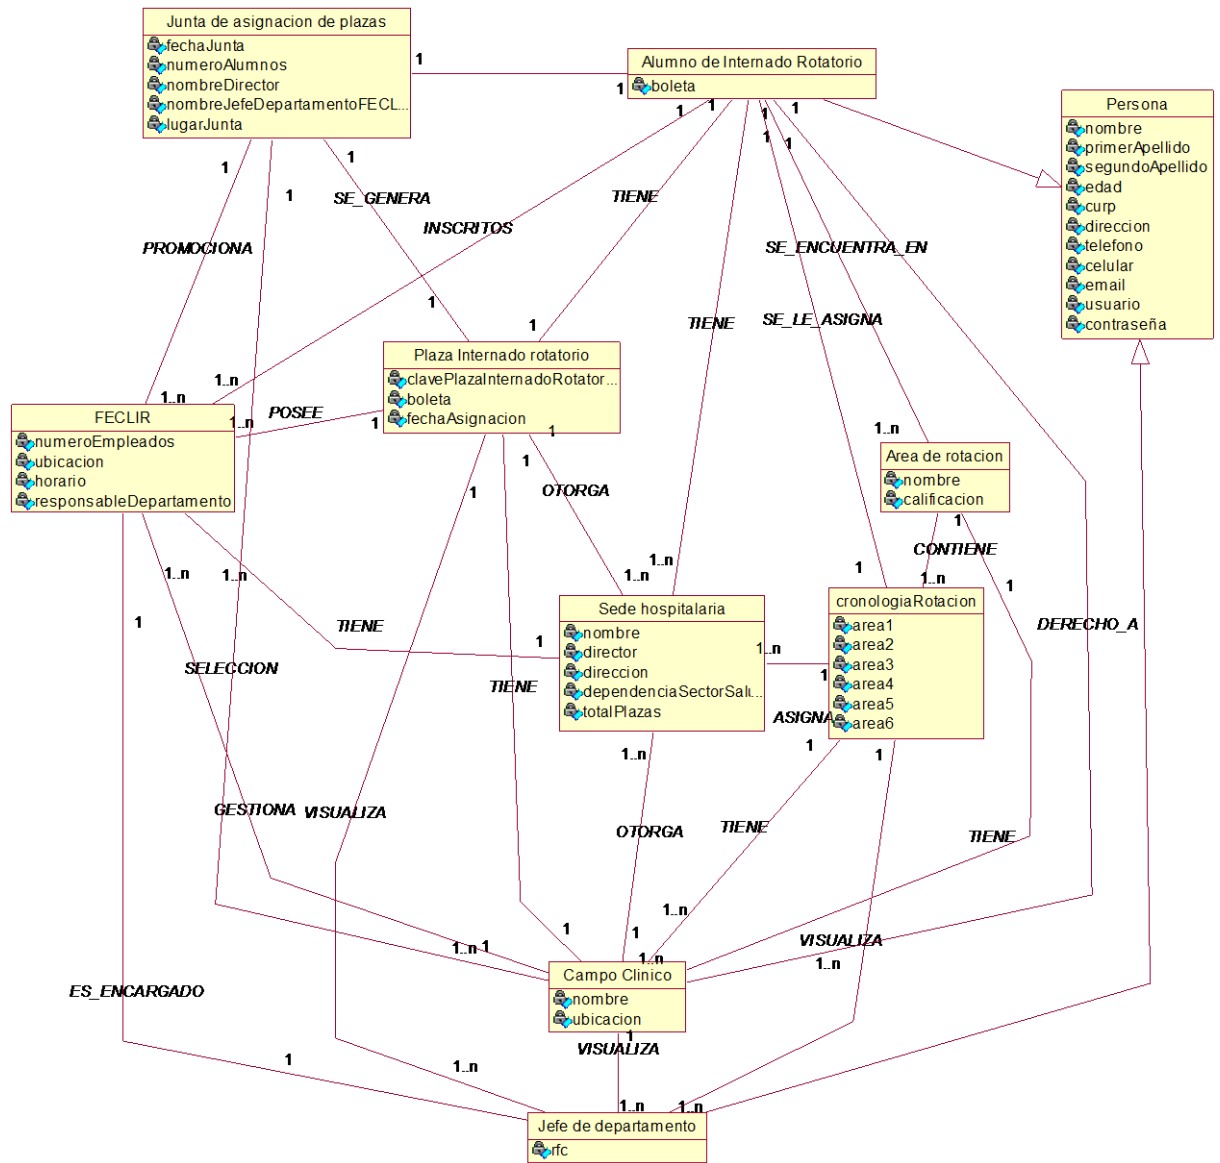 Junta de asignacion de plazas
fechaJunta
numeroAlumnos
nombreDirector
nombreJefeDepartamentoFECL...
lugarJunta
1
1
Alumno de Internado Rotatorio
boleta
Persona
nombre
primerApellido
segundoApellido
edad
curp
direccion
telefono
celular
email
usuario
contraseña
1
1
1
1
1
1
1
1
1
SE_GENERA
TIENE
INSCRITOS
PROMOCIONA
SE_ENCUENTRA_EN
SE_LE_ASIGNA
TIENE
1
1
Plaza Internado rotatorio
clavePlazaInternadoRotator...
boleta
fechaAsignacion
1..n
1..n
1..n
POSEE
1
FECLIR
numeroEmpleados
ubicacion
horario
responsableDepartamento
1
1
1
1..n
Area de rotacion
nombre
calificacion
OTORGA
1
CONTIENE
1..n
1..n
1..n
1..n
1
1..n
1
1
Sede hospitalaria
nombre
director
direccion
dependenciaSectorSalu...
totalPlazas
cronologiaRotacion
area1
area2
area3
area4
area5
area6
1
TIENE
1
1..n
1
DERECHO_A
SELECCION
TIENE
ASIGNA
1..n
1
1
GESTIONA
VISUALIZA
OTORGA
TIENE
TIENE
1..n
1
1
1..n
1
1..n
VISUALIZA
1..n
Campo Clinico
nombre
ubicacion
ES_ENCARGADO
1
VISUALIZA
1
1..n
1..n
1..n
Jefe de departamento
rfc